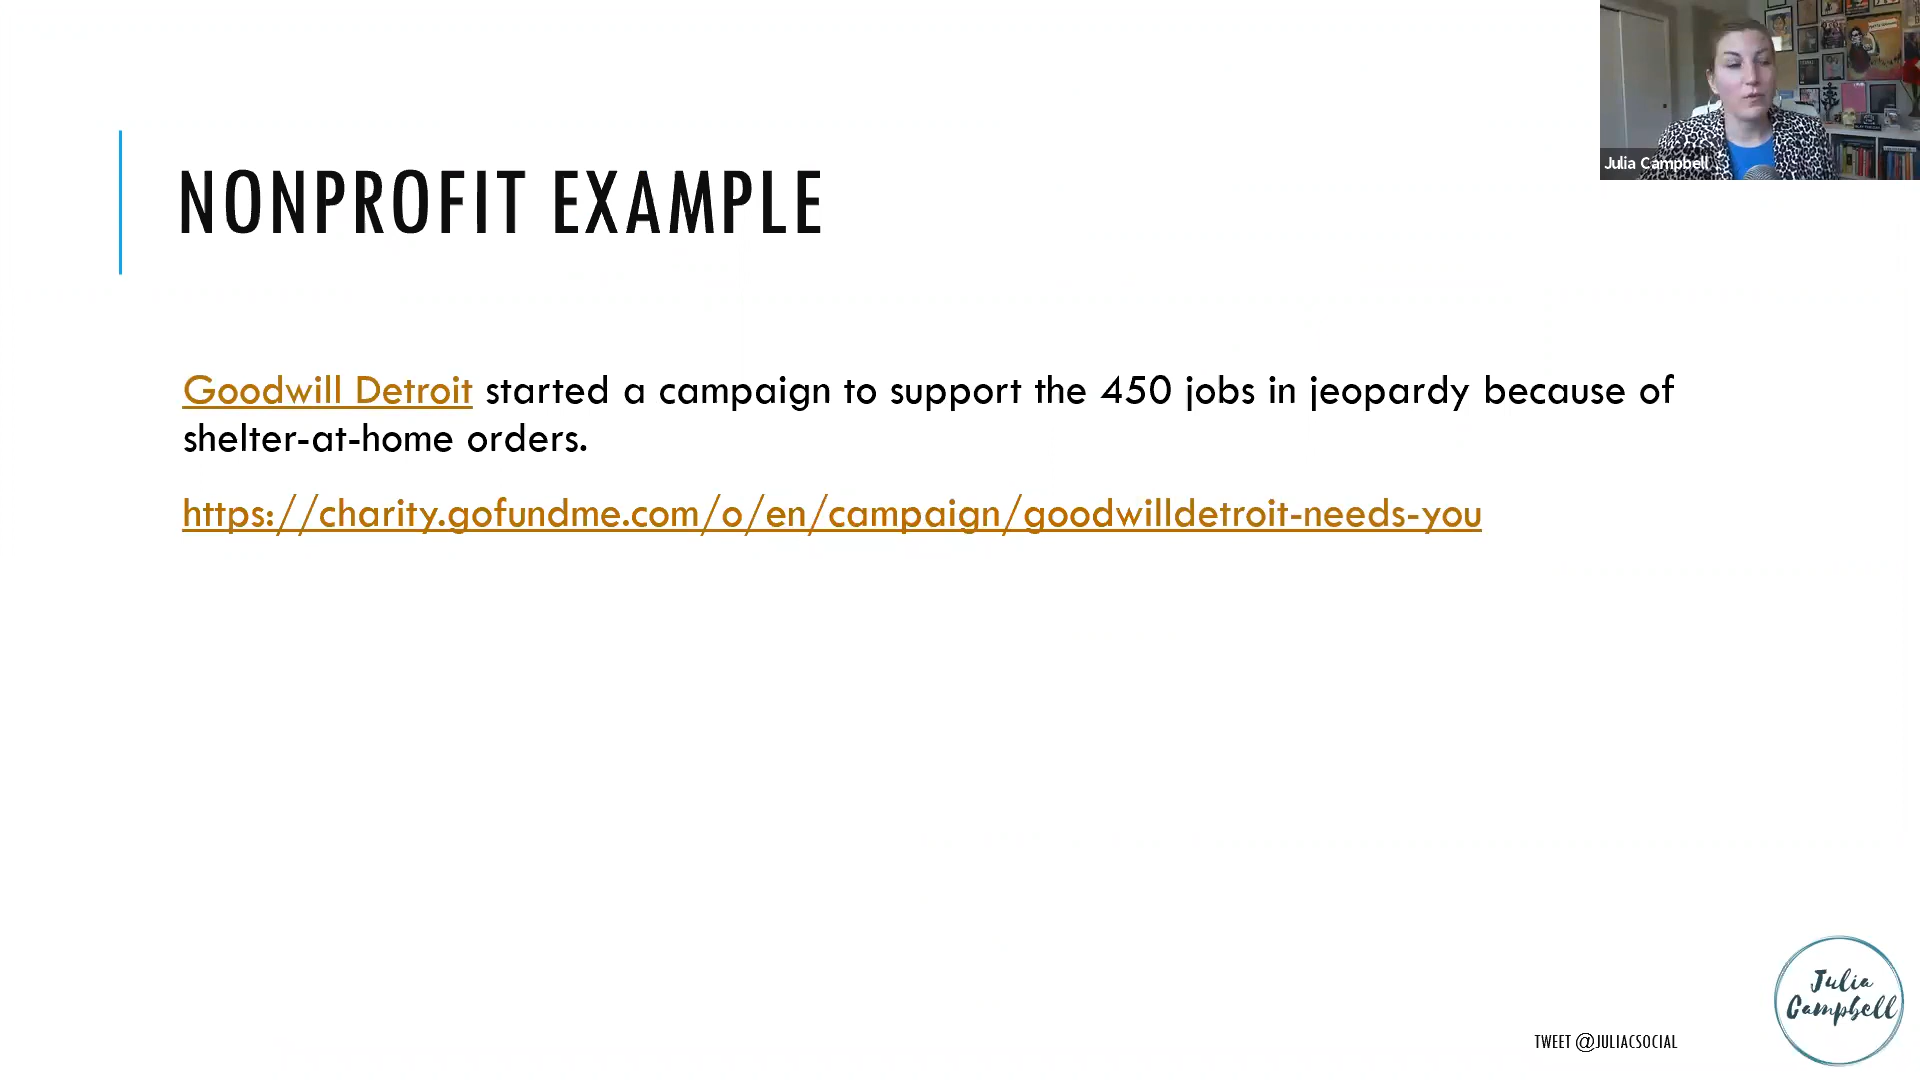 Julia Campbell
NONPROFIT EXAMPLE
Goodwill Detroit started a campaign to support the 450 jobs in jeopardy because of
shelter-at-home orders.
https://charity.gofundme.com/o/en/campaign/goodwilldetroit-needs-you
Julia
Campbell
TWEET @JULIACSOCIAL